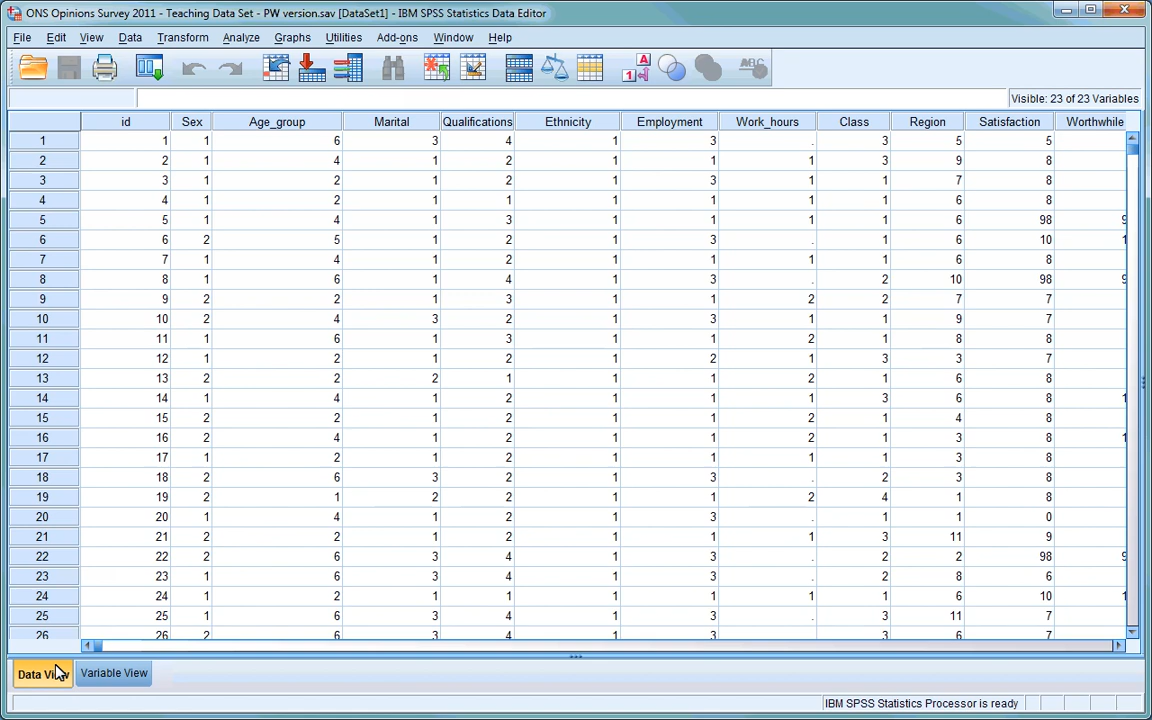 ONS Opinions Survey 2011 - Teaching Data Set - PW version.sav [DataSet1] - IBM SPSS Statistics Data Editor
File Edit View Data Transform Analyze Graphs Utilities Add-ons Window Help
Visible: 23 of 23 Variables
id Sex Age_group Marital Qualifications Ethnicity Employment Work_hours Class Region Satisfaction Worthwhile
1 1 1 6 3 4 1 3 . 3 5 5
2 2 1 4 1 2 1 1 1 3 9 8
3 3 1 2 1 2 1 3 1 1 7 8
4 4 1 2 1 1 1 1 1 1 6 8
5 5 1 4 1 3 1 1 1 1 6 98 9
6 6 2 5 1 2 1 3 . 1 6 10 1
7 7 1 4 1 2 1 1 1 1 6 8
8 8 1 6 1 4 1 3 . 2 10 98 9
9 9 2 2 1 3 1 1 2 2 7 7
10 10 2 4 3 2 1 3 1 1 9 7
11 11 1 6 1 3 1 1 2 1 8 8
12 12 1 2 1 2 1 2 1 3 3 7
13 13 2 2 2 1 1 1 2 1 6 8
14 14 1 4 1 2 1 1 1 3 6 8 1
15 15 2 2 1 2 1 1 2 1 4 8
16 16 2 4 1 2 1 1 2 1 3 8 1
17 17 1 2 1 2 1 1 1 1 3 8
18 18 2 6 3 2 1 3 . 2 3 8
19 19 2 1 2 2 1 1 2 4 1 8
20 20 1 4 1 2 1 3 . 1 1 0
21 21 2 2 1 2 1 1 1 3 11 9
22 22 2 6 3 4 1 3 . 2 2 98 9
23 23 1 6 3 4 1 3 . 2 8 6
24 24 1 2 1 1 1 1 1 1 6 10 1
25 25 1 6 3 4 1 3 . 3 11 7
26 26 2 6 3 4 1 3 3 6 7
Data View Variable View
IBM SPSS Statistics Processor is ready